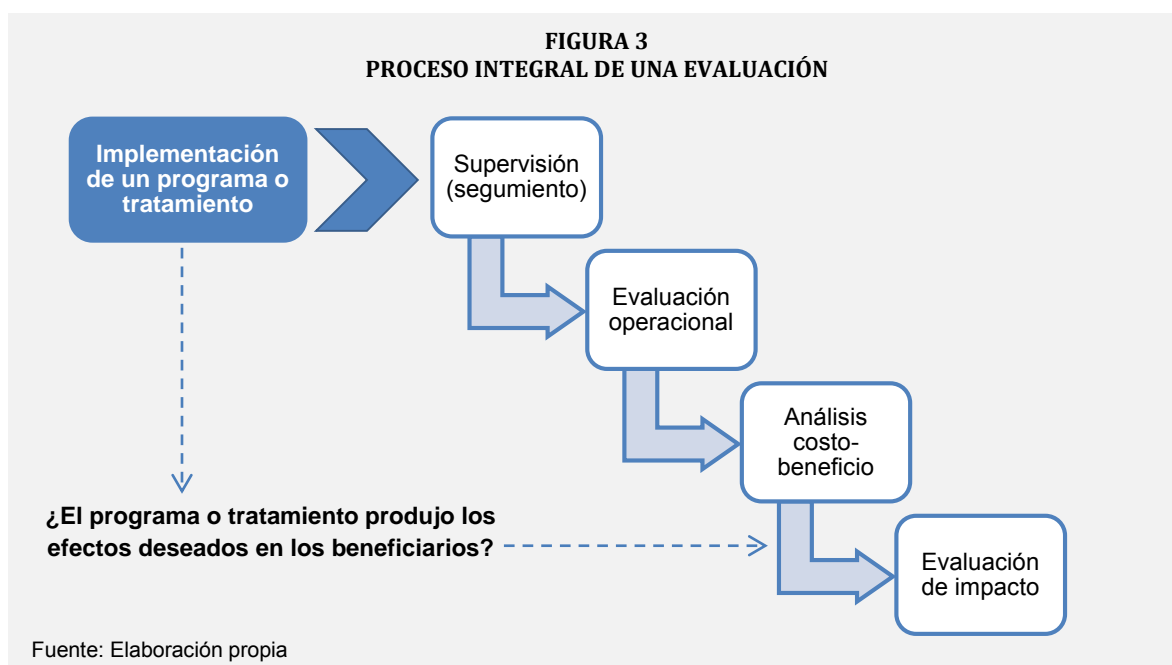 FIGURA 3
PROCESO INTEGRAL DE UNA EVALUACIÓN
Implementación
de un programa o
tratamiento
Supervisión
(segumiento)
Evaluación
operacional
Análisis
costo-
beneficio
¿El programa o tratamiento produjo los
efectos deseados en los beneficiarios?
Evaluación
de impacto
Fuente: Elaboración propia